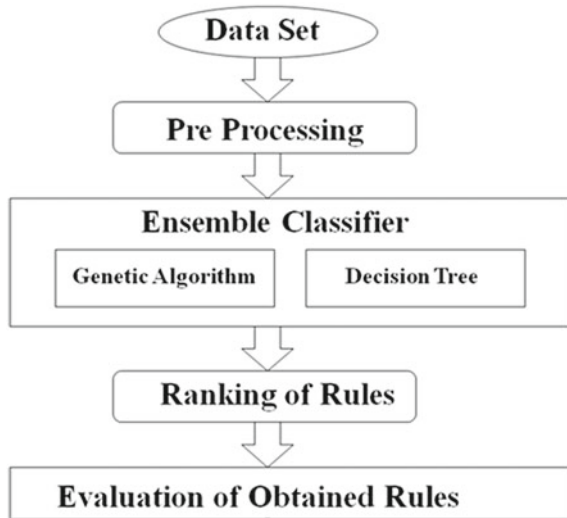 Data Set
Pre Processing
Ensemble Classifier
Genetic Algorithm
Decision Tree
Ranking of Rules
Evaluation of Obtained Rules